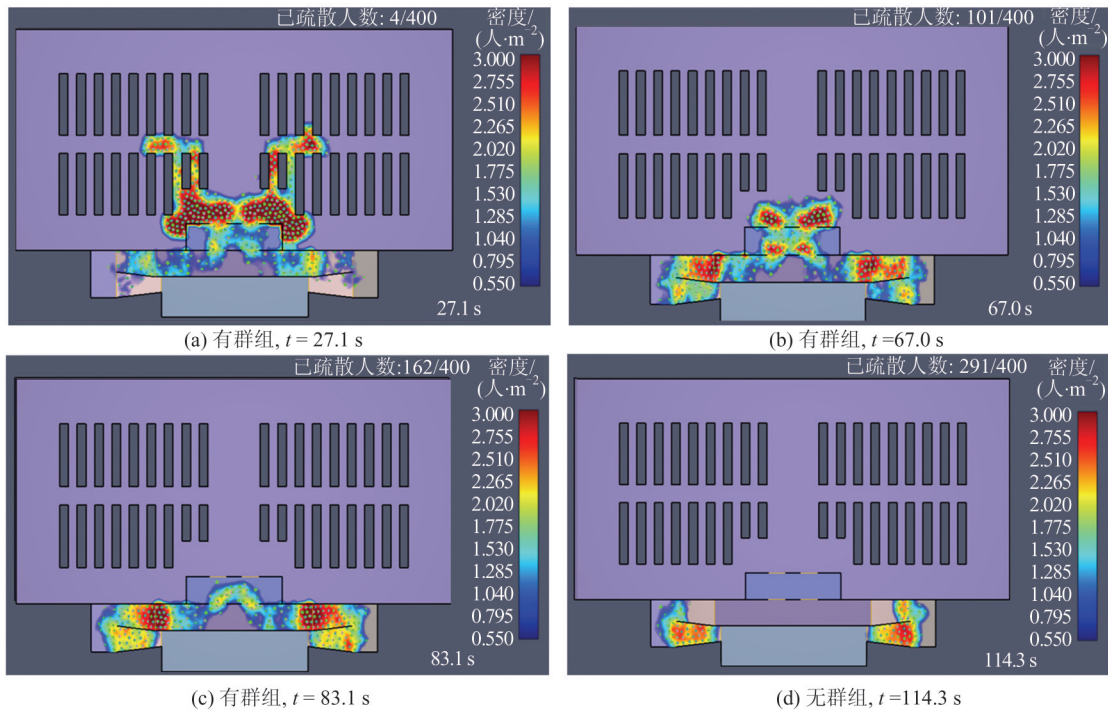 已疏散人数: 4/400
密度/
(人·m⁻²)
3.000
2.755
2.510
2.265
2.020
1.775
1.530
1.285
1.040
0.795
0.550
27.1 s
(a) 有群组, t = 27.1 s
已疏散人数: 101/400
密度/
(人·m⁻²)
3.000
2.755
2.510
2.265
2.020
1.775
1.530
1.285
1.040
0.795
0.550
67.0 s
(b) 有群组, t =67.0 s
已疏散人数:162/400
密度/
(人·m⁻²)
3.000
2.755
2.510
2.265
2.020
1.775
1.530
1.285
1.040
0.795
0.550
83.1 s
(c) 有群组, t = 83.1 s
已疏散人数: 291/400
密度/
(人·m⁻²)
3.000
2.755
2.510
2.265
2.020
1.775
1.530
1.285
1.040
0.795
0.550
114.3 s
(d) 无群组, t =114.3 s